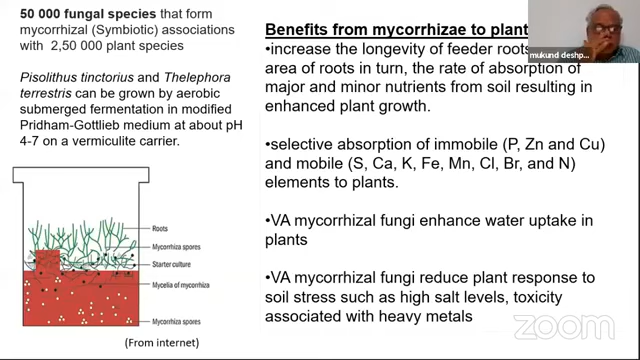 50 000 fungal species that form
mycorrhizal (Symbiotic) associations
with 2,50 000 plant species
Pisolithus tinctorius and Thelephora
terrestris can be grown by aerobic
submerged fermentation in modified
Pridham-Gottlieb medium at about pH
4-7 on a vermiculite carrier.
Roots
Mycorrhiza spores
Starter culture
Mycelia of mycorrhiza
Mycorrhiza spores
(From internet)
Benefits from mycorrhizae to plant
•increase the longevity of feeder roots
area of roots in turn, the rate of absorption of
major and minor nutrients from soil resulting in
enhanced plant growth.
•selective absorption of immobile (P, Zn and Cu)
and mobile (S, Ca, K, Fe, Mn, Cl, Br, and N)
elements to plants.
•VA mycorrhizal fungi enhance water uptake in
plants
•VA mycorrhizal fungi reduce plant response to
soil stress such as high salt levels, toxicity
associated with heavy metals
mukund deshp...
zoom